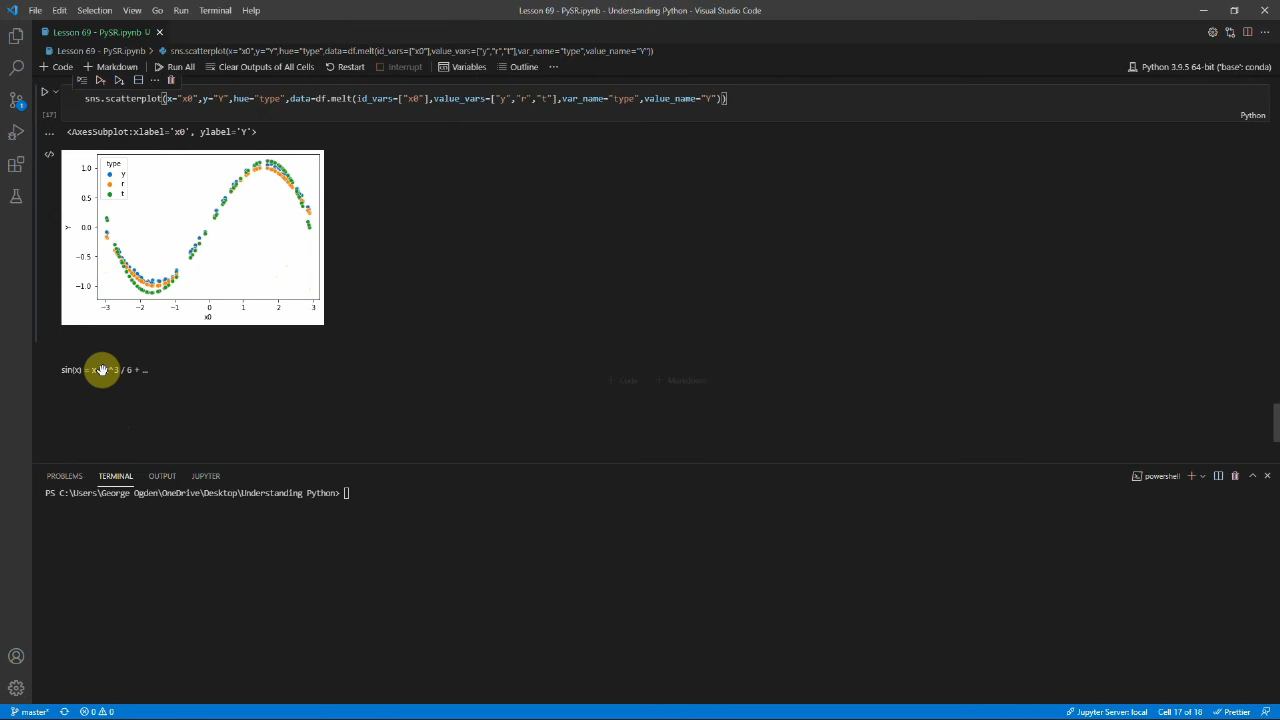 File Edit Selection View Go Run Terminal Help
Lesson 69 - PySR.ipynb - Understanding Python - Visual Studio Code
Lesson 69 - PySR.ipynb U
Lesson 69 - PySR.ipynb > sns.scatterplot(x="x0",y="Y",hue="type",data=df.melt(id_vars=["x0"],value_vars=["y","r","t"],var_name="type",value_name="Y"))
+ Code + Markdown Run All Clear Outputs of All Cells Restart Interrupt Variables Outline ...
Python 3.9.5 64-bit ('base': conda)
sns.scatterplot(x="x0",y="Y",hue="type",data=df.melt(id_vars=["x0"],value_vars=["y","r","t"],var_name="type",value_name="Y"))
[17]
Python
<AxesSubplot:xlabel='x0', ylabel='Y'>
type
y
r
t
1.0
0.5
0.0
−0.5
−1.0
Y
−3 −2 −1 0 1 2 3
x0
sin(x) = x ^3 / 6 + ...
+ Code + Markdown
PROBLEMS TERMINAL OUTPUT JUPYTER
powershell
PS C:\Users\George Ogden\OneDrive\Desktop\Understanding Python>
1
master* 0 0
Jupyter Server: local Cell 17 of 18 Prettier